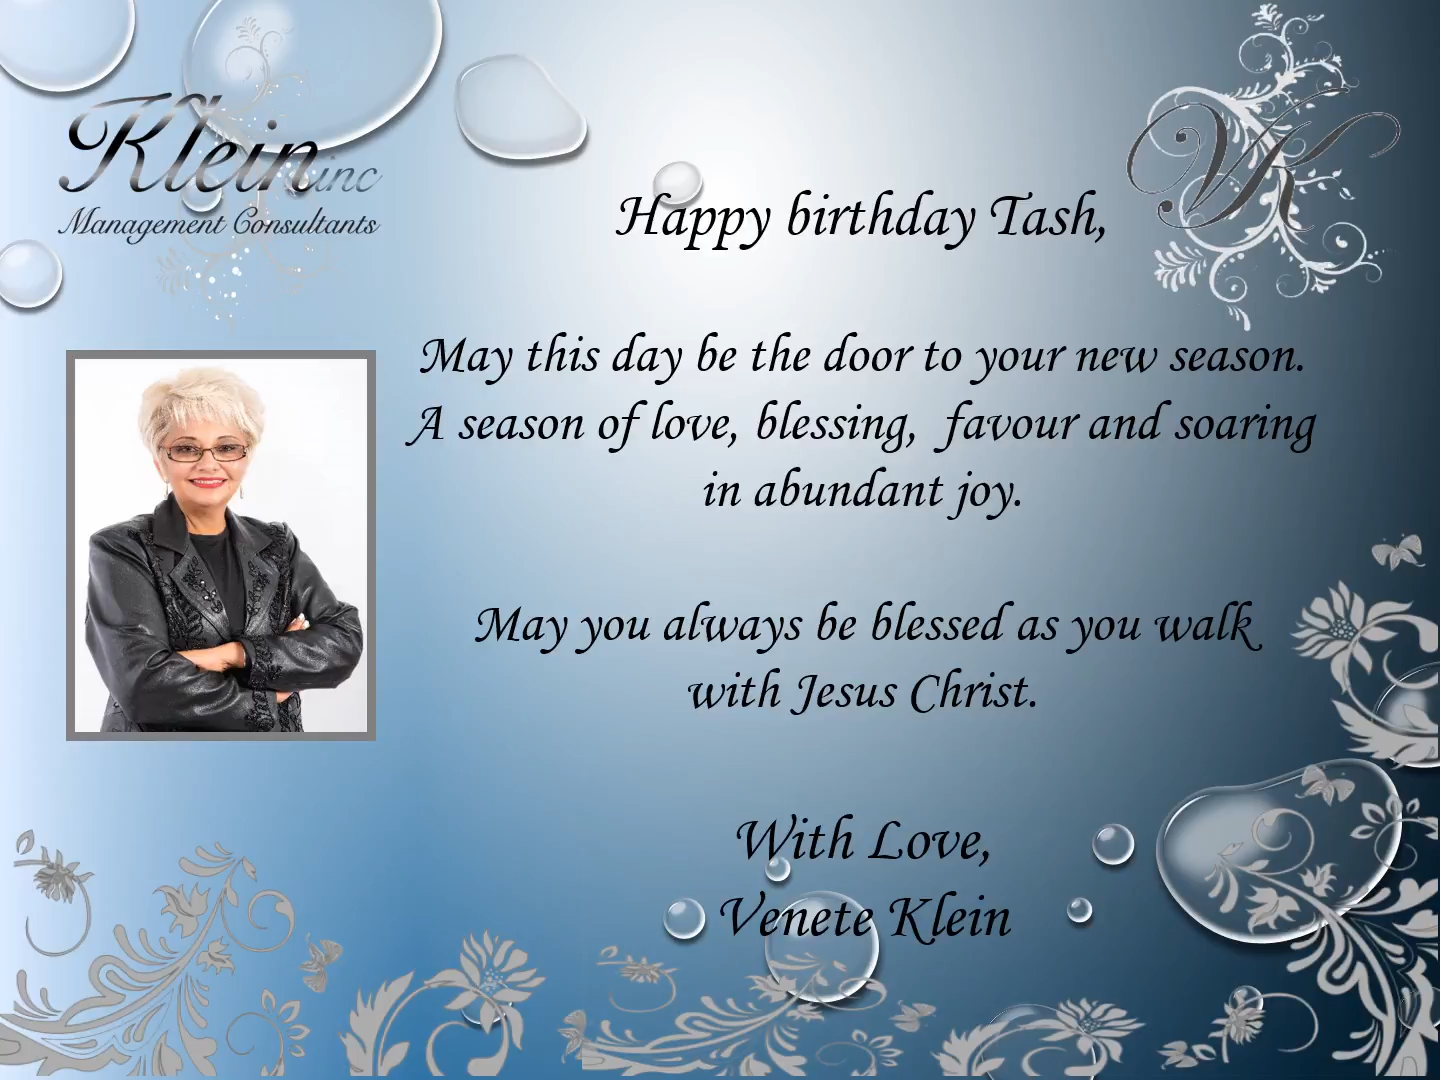 Klein inc
Management Consultants
VK
Happy birthday Tash,
May this day be the door to your new season.
A season of love, blessing, favour and soaring
in abundant joy.
May you always be blessed as you walk
with Jesus Christ.
With Love,
Venete Klein